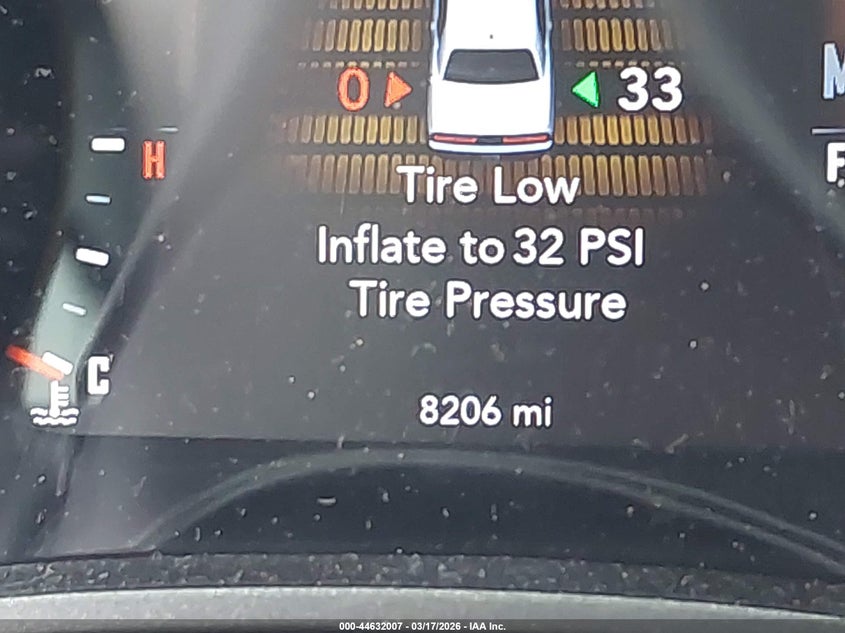 0 33
H
Tire Low
Inflate to 32 PSI
Tire Pressure
C
8206 mi
000-44632007 - 03/17/2026 - IAA Inc.